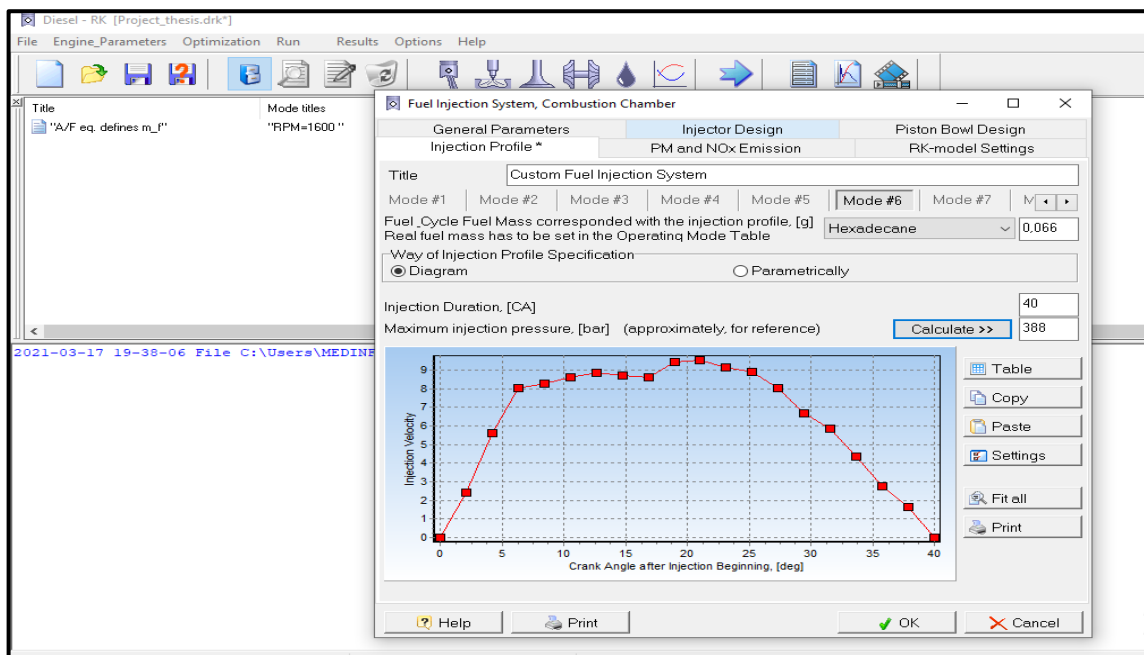 Diesel - RK [Project_thesis.drk*]
File Engine_Parameters Optimization Run Results Options Help
Title Mode titles
"A/F eq. defines m_f" "RPM=1600 "
2021-03-17 19-38-06 File C:\Users\MEDINF
Fuel Injection System, Combustion Chamber
General Parameters Injector Design Piston Bowl Design
Injection Profile * PM and NOx Emission RK-model Settings
Title Custom Fuel Injection System
Mode #1 Mode #2 Mode #3 Mode #4 Mode #5 Mode #6 Mode #7 M
Fuel _Cycle Fuel Mass corresponded with the injection profile, [g] Hexadecane 0,066
Real fuel mass has to be set in the Operating Mode Table
Way of Injection Profile Specification
Diagram Parametrically
Injection Duration, [CA] 40
Maximum injection pressure, [bar] (approximately, for reference) Calculate >> 388
9
8
7
6
5
4
3
2
1
0
Injection Velocity
0 5 10 15 20 25 30 35 40
Crank Angle after Injection Beginning, [deg]
Table
Copy
Paste
Settings
Fit all
Print
Help Print OK Cancel